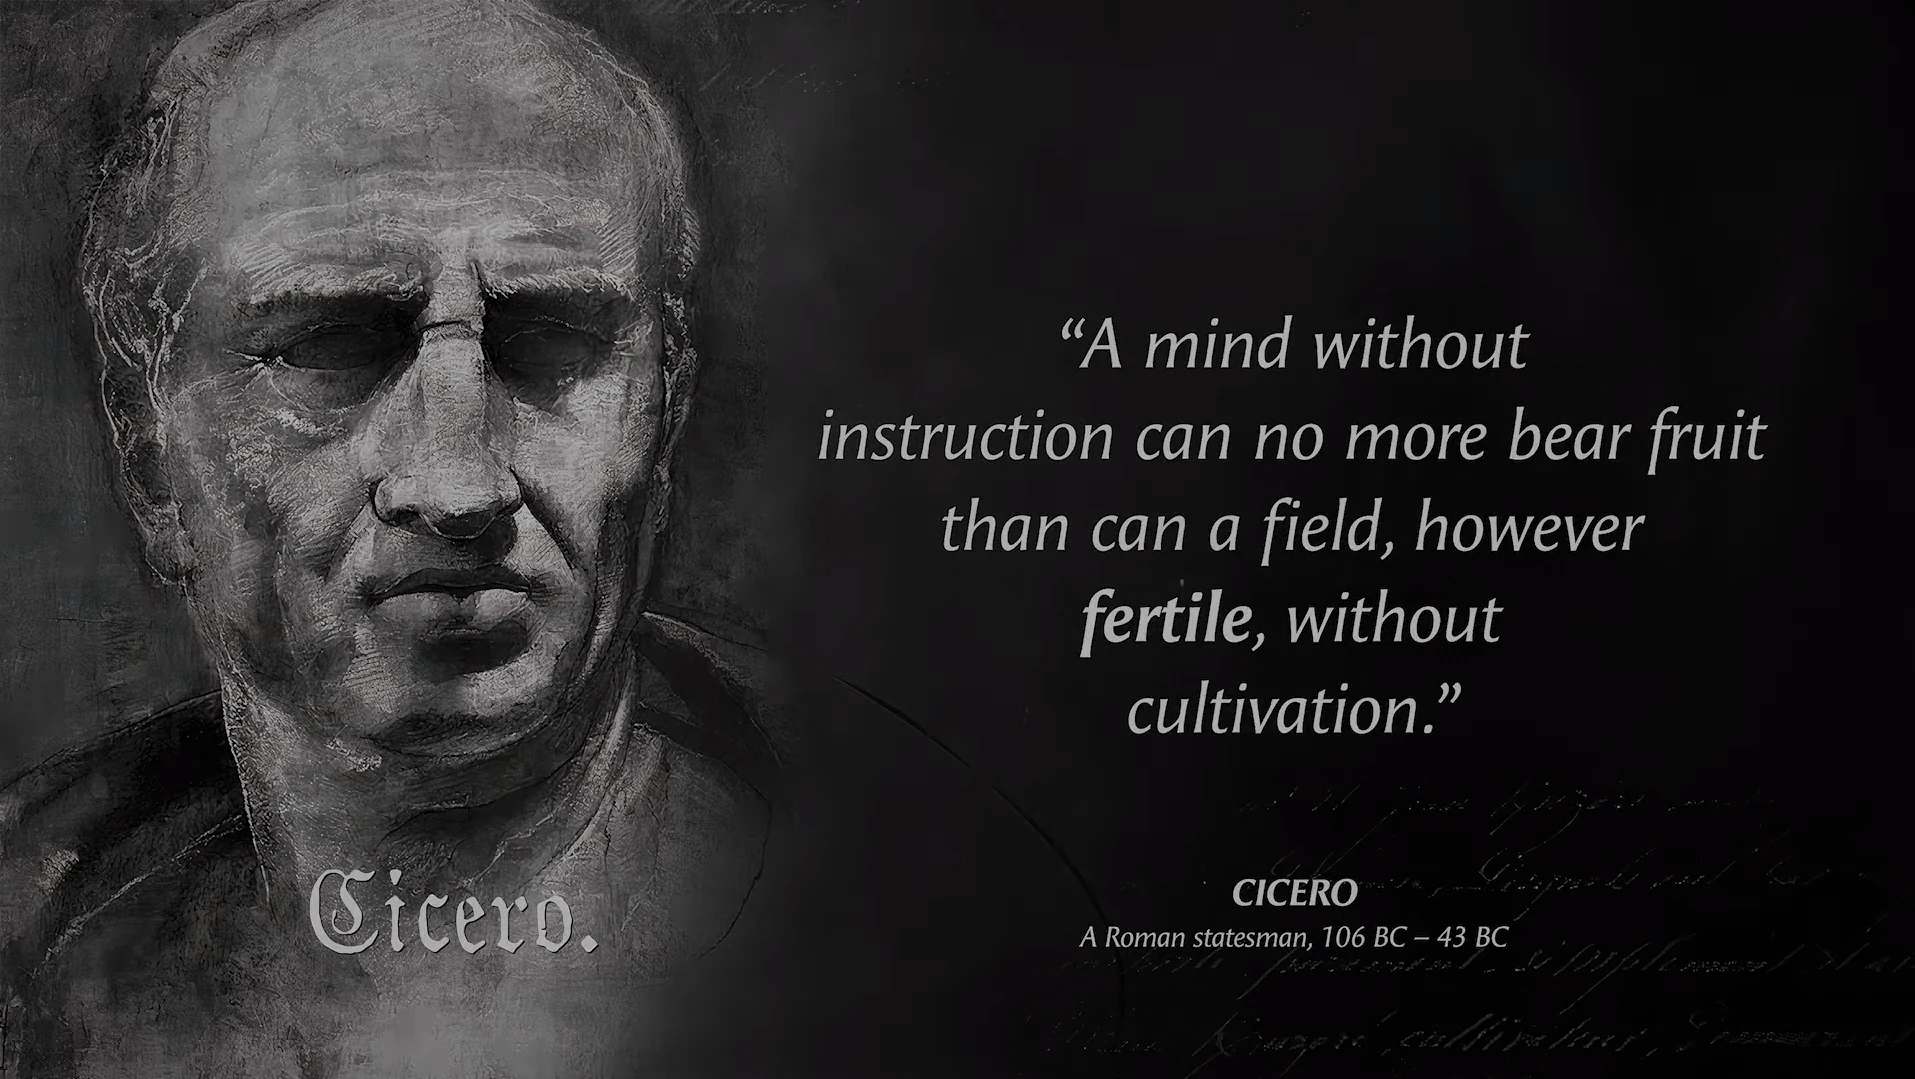 “A mind without
instruction can no more bear fruit
than can a field, however
fertile, without
cultivation.”
CICERO
A Roman statesman, 106 BC – 43 BC
Cicero.